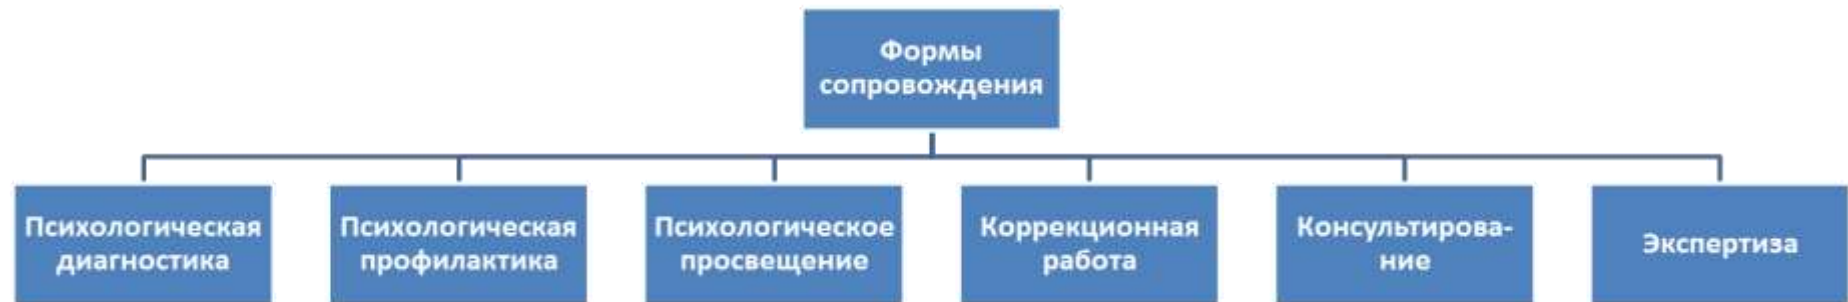 Формы
сопровождения
Психологическая
диагностика
Психологическая
профилактика
Психологическое
просвещение
Коррекционная
работа
Консультирова-
ние
Экспертиза